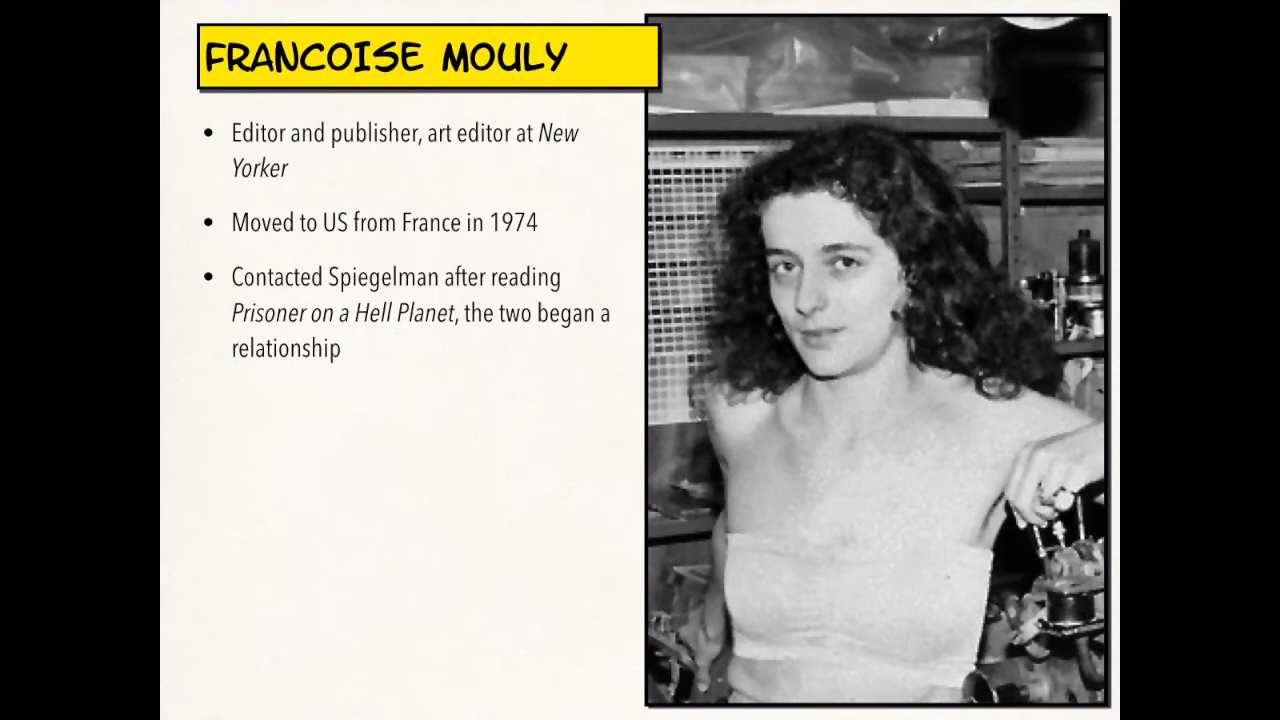 FRANCOISE MOULY
• Editor and publisher, art editor at New
Yorker
• Moved to US from France in 1974
• Contacted Spiegelman after reading
Prisoner on a Hell Planet, the two began a
relationship